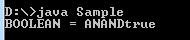 D:\>java Sample
BOOLEAN = ANANDtrue